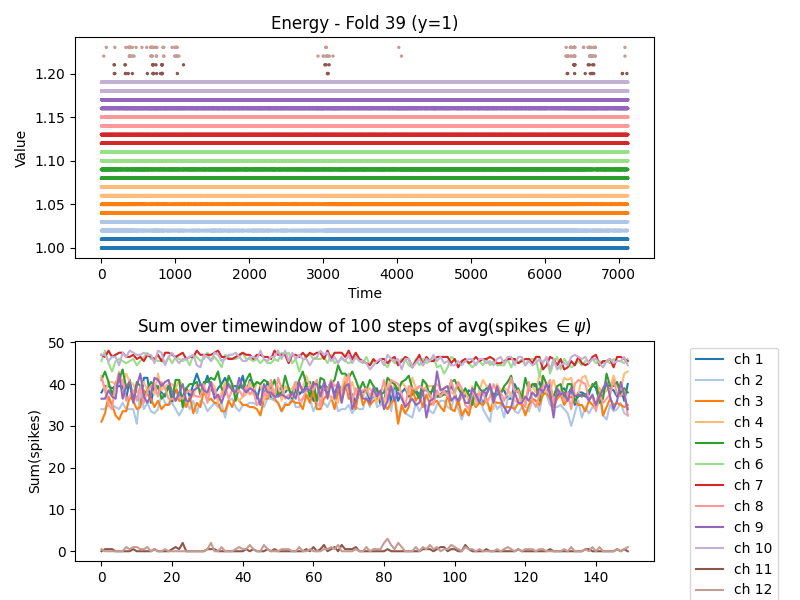 Energy - Fold 39 (y=1)
Value
1.20
1.15
1.10
1.05
1.00
0 1000 2000 3000 4000 5000 6000 7000
Time
Sum over timewindow of 100 steps of avg(spikes ∈ ψ)
Sum(spikes)
50
40
30
20
10
0
0 20 40 60 80 100 120 140
ch 1
ch 2
ch 3
ch 4
ch 5
ch 6
ch 7
ch 8
ch 9
ch 10
ch 11
ch 12